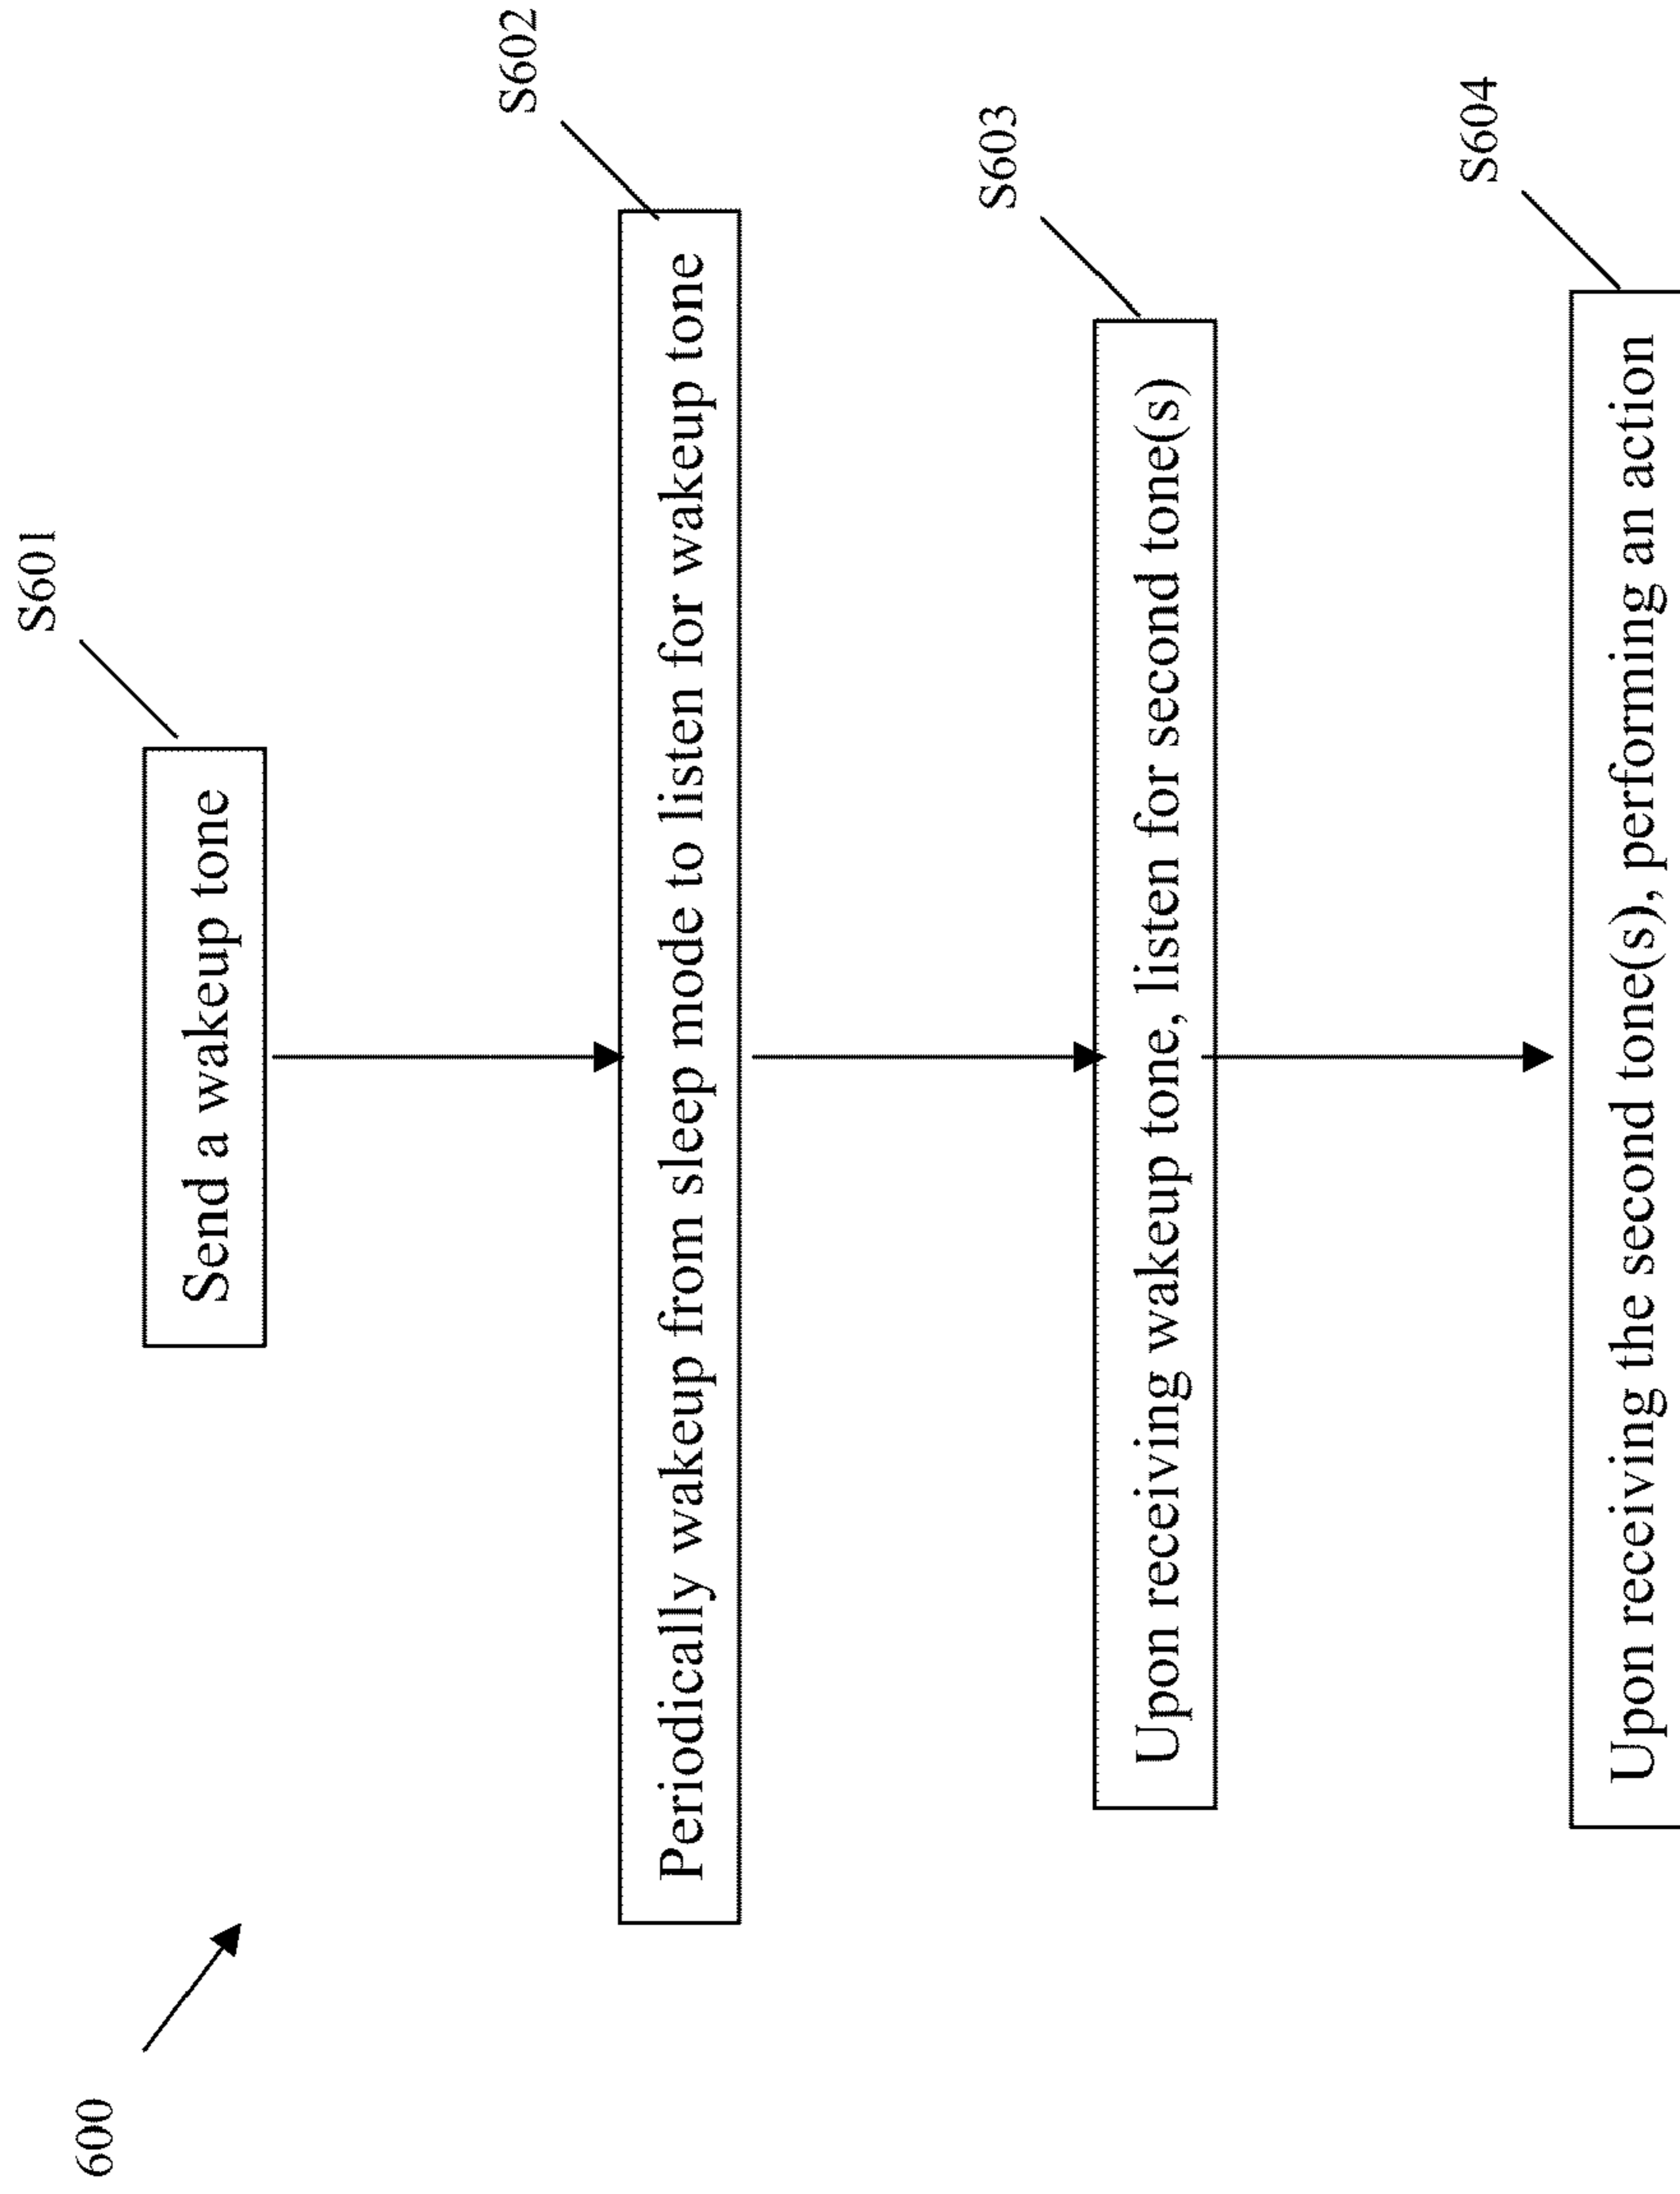 600
S601
Send a wakeup tone
S602
Periodically wakeup from sleep mode to listen for wakeup tone
S603
Upon receiving wakeup tone, listen for second tone(s)
S604
Upon receiving the second tone(s), performing an action